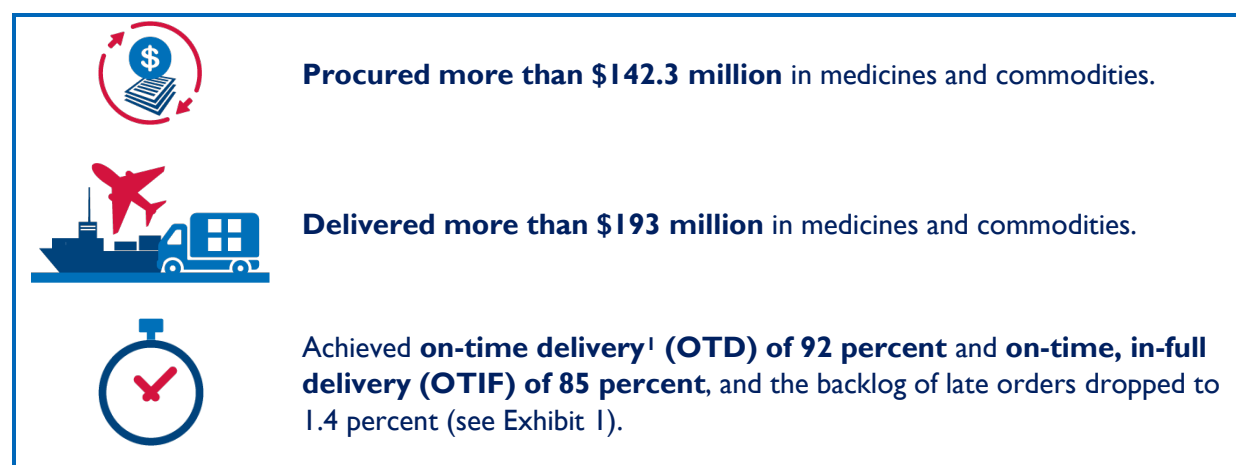 $
Procured more than $142.3 million in medicines and commodities.
Delivered more than $193 million in medicines and commodities.
Achieved on-time delivery¹ (OTD) of 92 percent and on-time, in-full
delivery (OTIF) of 85 percent, and the backlog of late orders dropped to
1.4 percent (see Exhibit 1).